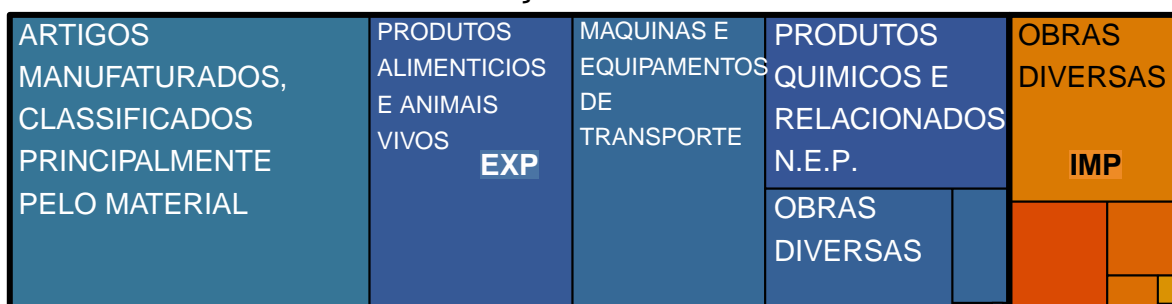 ARTIGOS
MANUFATURADOS,
CLASSIFICADOS
PRINCIPALMENTE
PELO MATERIAL
PRODUTOS
ALIMENTICIOS
E ANIMAIS
VIVOS
EXP
MAQUINAS E
EQUIPAMENTOS
DE
TRANSPORTE
PRODUTOS
QUIMICOS E
RELACIONADOS
N.E.P.
OBRAS
DIVERSAS
OBRAS
DIVERSAS
IMP